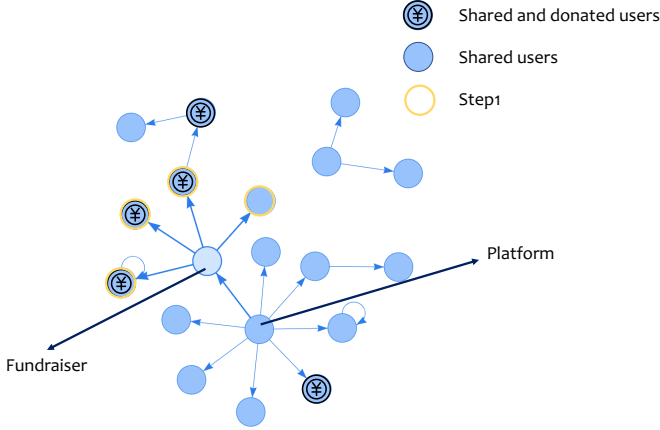 ¥ Shared and donated users
Shared users
Step1
¥
¥
¥
¥
Platform
Fundraiser
¥